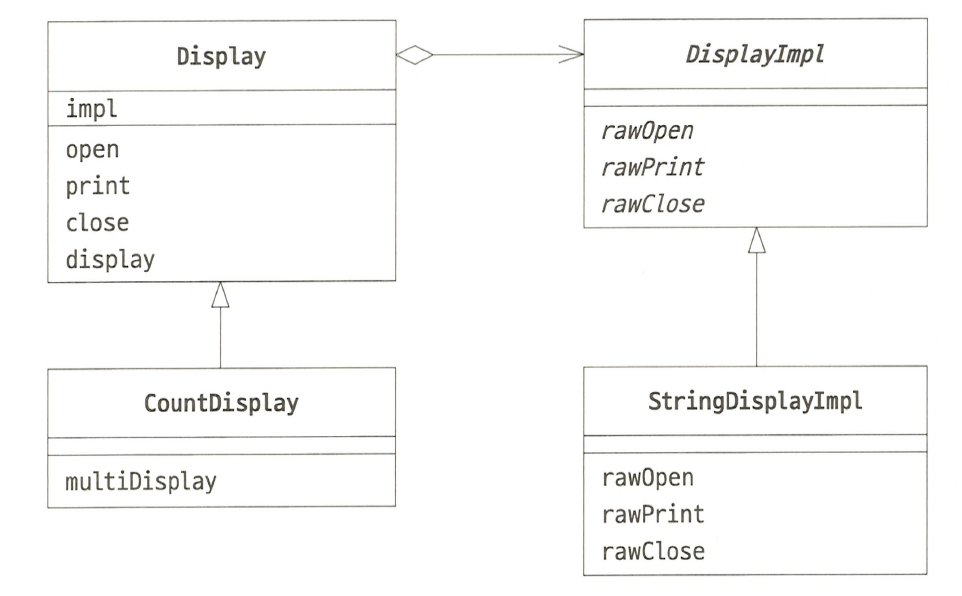 Display
impl
open
print
close
display
DisplayImpl
rawOpen
rawPrint
rawClose
CountDisplay
multiDisplay
StringDisplayImpl
rawOpen
rawPrint
rawClose